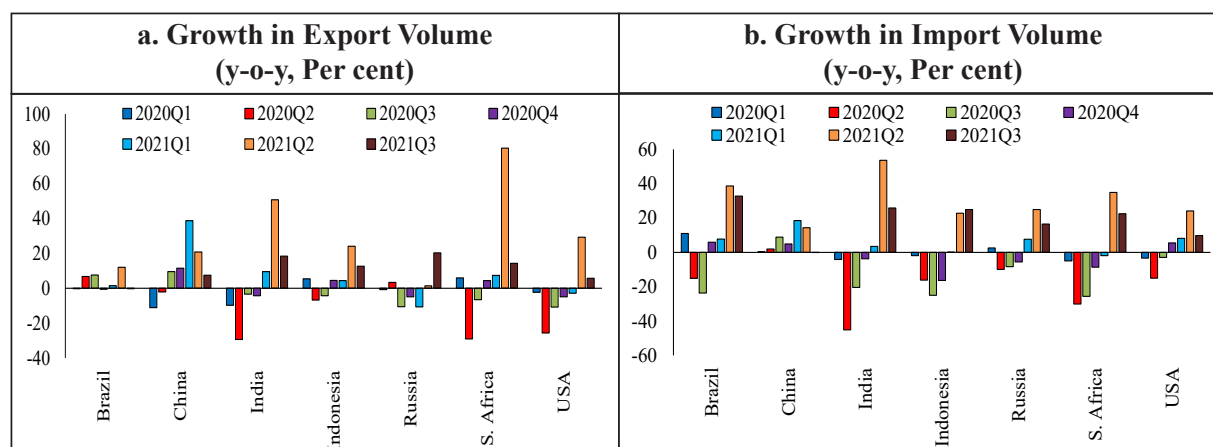 a. Growth in Export Volume
(y-o-y, Per cent)
2020Q1 2020Q2 2020Q3 2020Q4
2021Q1 2021Q2 2021Q3
100
80
60
40
20
0
-20
-40
Brazil
China
India
Indonesia
Russia
S. Africa
USA
b. Growth in Import Volume
(y-o-y, Per cent)
2020Q1 2020Q2 2020Q3 2020Q4
2021Q1 2021Q2 2021Q3
60
40
20
0
-20
-40
-60
Brazil
China
India
Indonesia
Russia
S. Africa
USA